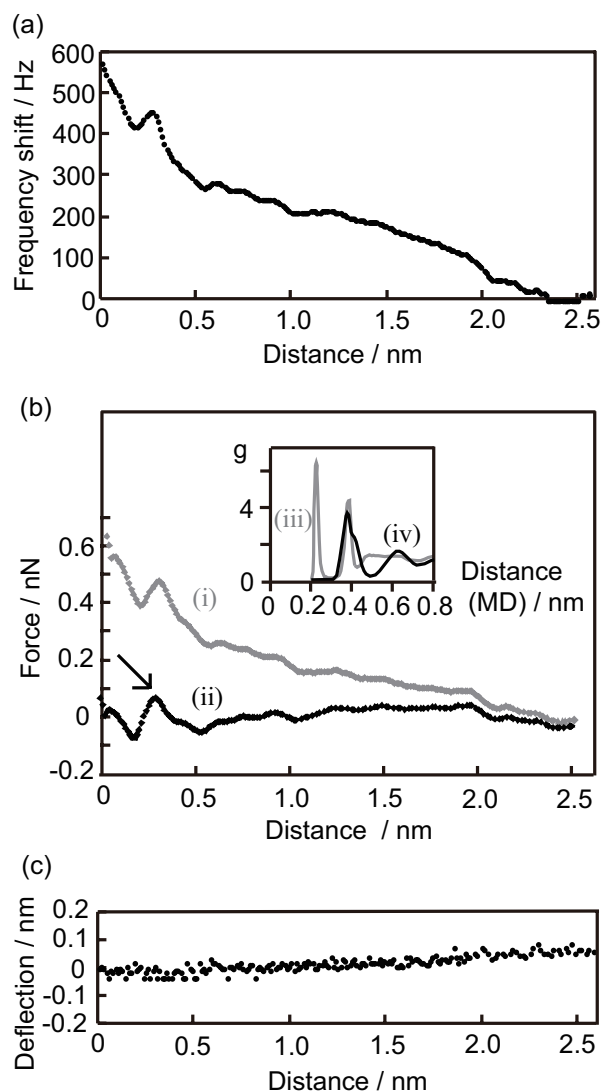 (a)
600
500
400
300
200
100
0
Frequency shift / Hz
0 0.5 1.0 1.5 2.0 2.5
Distance / nm
(b)
g
4
0
(iii)
(iv)
0 0.2 0.4 0.6 0.8
Distance
(MD) / nm
0.6
0.4
0.2
0
-0.2
Force / nN
(i)
(ii)
0 0.5 1.0 1.5 2.0 2.5
Distance / nm
(c)
0.2
0.1
0
-0.1
-0.2
Deflection / nm
0 0.5 1.0 1.5 2.0 2.5
Distance / nm